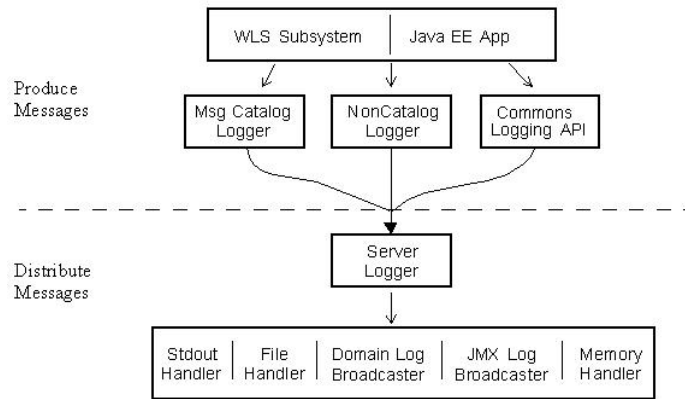 WLS Subsystem
Java EE App
Produce
Messages
Msg Catalog
Logger
NonCatalog
Logger
Commons
Logging API
Distribute
Messages
Server
Logger
Stdout
Handler
File
Handler
Domain Log
Broadcaster
JMX Log
Broadcaster
Memory
Handler